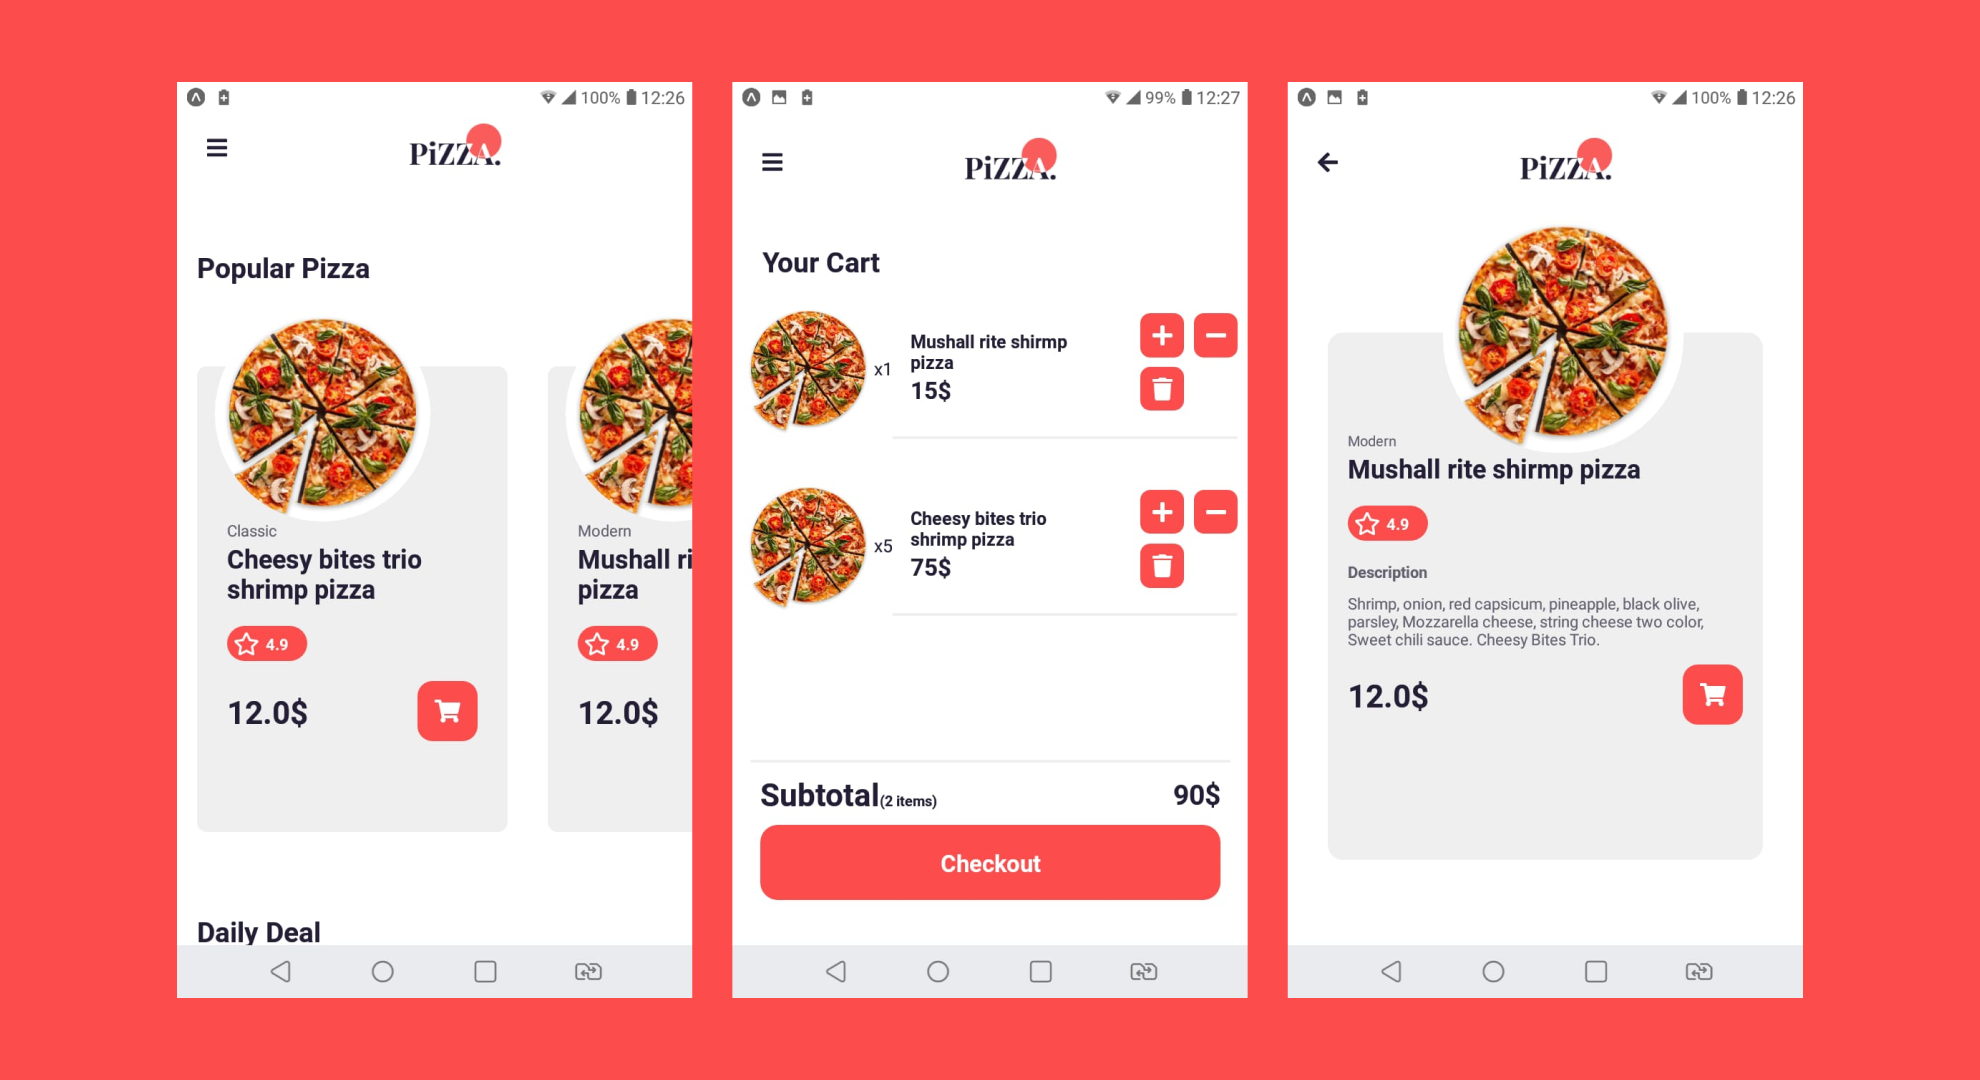 100% 12:26
PiZZA.
Popular Pizza
Classic
Cheesy bites trio
shrimp pizza
4.9
12.0$
Modern
Mushall ri
pizza
4.9
12.0$
Daily Deal
99% 12:27
PiZZA.
Your Cart
x1
Mushall rite shirmp
pizza
15$
x5
Cheesy bites trio
shrimp pizza
75$
Subtotal(2 items)
90$
Checkout
100% 12:26
PiZZA.
Modern
Mushall rite shirmp pizza
4.9
Description
Shrimp, onion, red capsicum, pineapple, black olive,
parsley, Mozzarella cheese, string cheese two color,
Sweet chili sauce. Cheesy Bites Trio.
12.0$